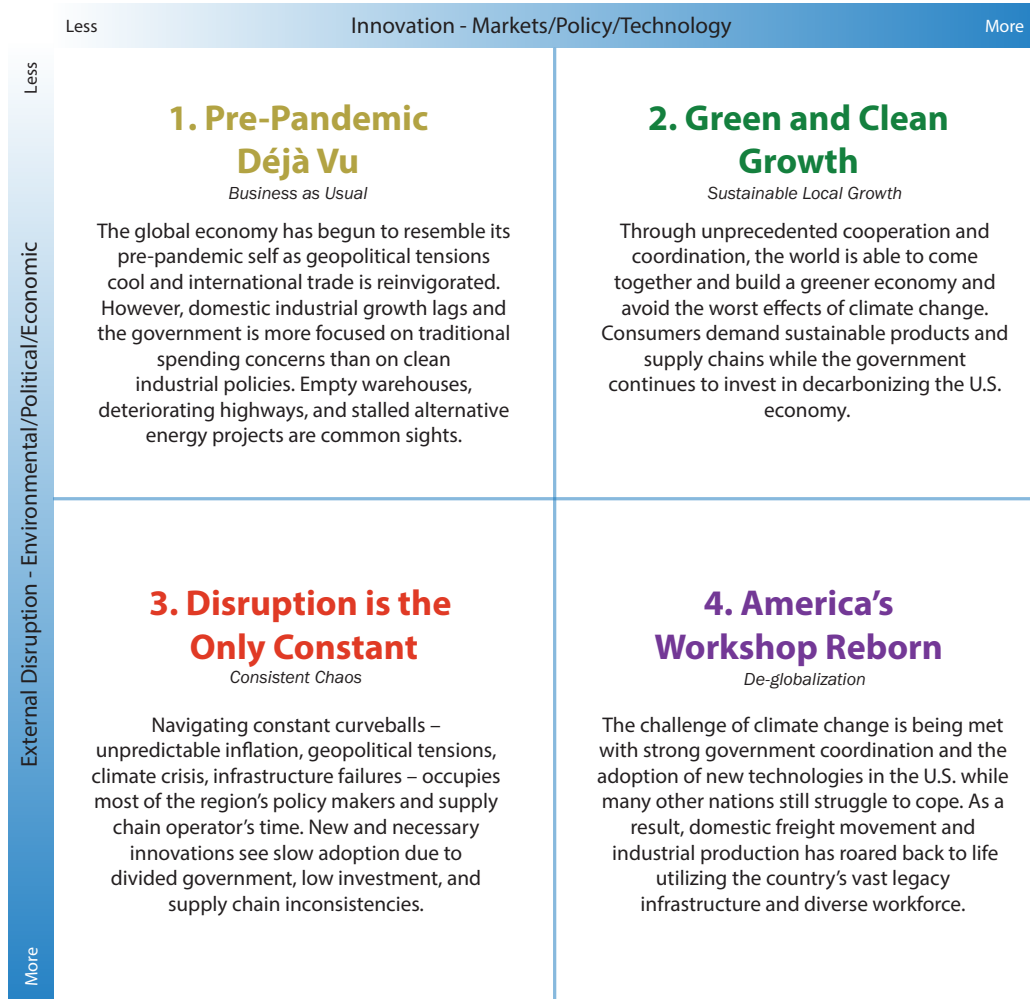 Less
Innovation - Markets/Policy/Technology
More
Less
External Disruption - Environmental/Political/Economic
More
1. Pre-Pandemic
Déjà Vu
Business as Usual
The global economy has begun to resemble its
pre-pandemic self as geopolitical tensions
cool and international trade is reinvigorated.
However, domestic industrial growth lags and
the government is more focused on traditional
spending concerns than on clean
industrial policies. Empty warehouses,
deteriorating highways, and stalled alternative
energy projects are common sights.
2. Green and Clean
Growth
Sustainable Local Growth
Through unprecedented cooperation and
coordination, the world is able to come
together and build a greener economy and
avoid the worst effects of climate change.
Consumers demand sustainable products and
supply chains while the government
continues to invest in decarbonizing the U.S.
economy.
3. Disruption is the
Only Constant
Consistent Chaos
Navigating constant curveballs –
unpredictable inflation, geopolitical tensions,
climate crisis, infrastructure failures – occupies
most of the region’s policy makers and supply
chain operator’s time. New and necessary
innovations see slow adoption due to
divided government, low investment, and
supply chain inconsistencies.
4. America’s
Workshop Reborn
De-globalization
The challenge of climate change is being met
with strong government coordination and the
adoption of new technologies in the U.S. while
many other nations still struggle to cope. As a
result, domestic freight movement and
industrial production has roared back to life
utilizing the country’s vast legacy
infrastructure and diverse workforce.